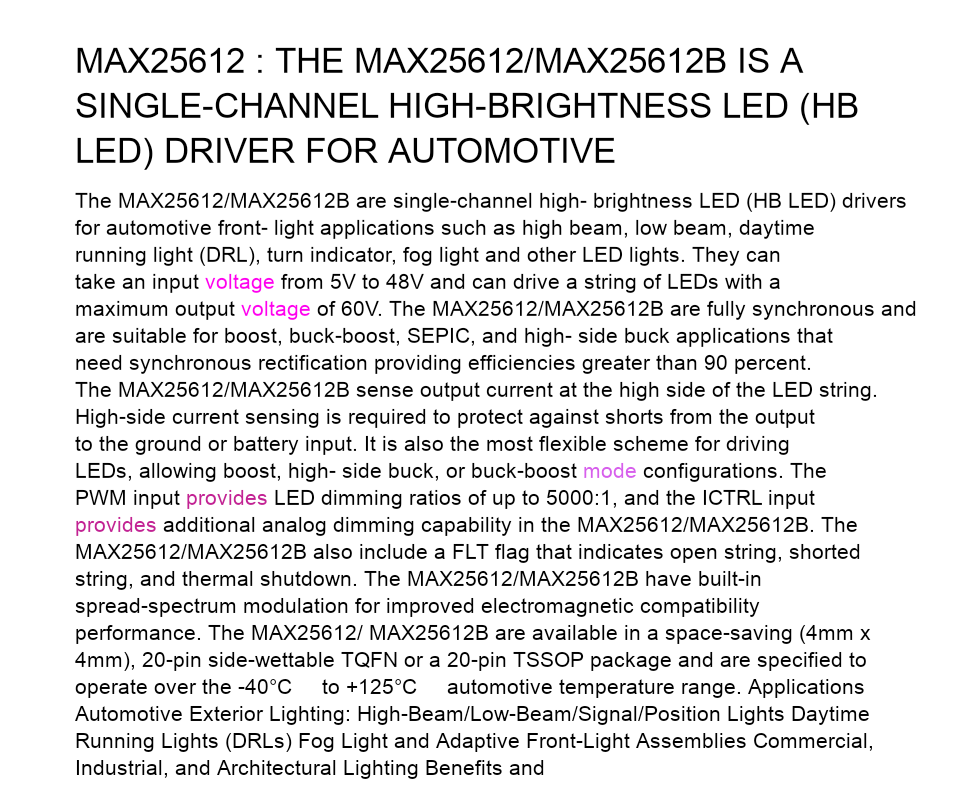 MAX25612 : THE MAX25612/MAX25612B IS A
SINGLE-CHANNEL HIGH-BRIGHTNESS LED (HB
LED) DRIVER FOR AUTOMOTIVE
The MAX25612/MAX25612B are single-channel high- brightness LED (HB LED) drivers
for automotive front- light applications such as high beam, low beam, daytime
running light (DRL), turn indicator, fog light and other LED lights. They can
take an input voltage from 5V to 48V and can drive a string of LEDs with a
maximum output voltage of 60V. The MAX25612/MAX25612B are fully synchronous and
are suitable for boost, buck-boost, SEPIC, and high- side buck applications that
need synchronous rectification providing efficiencies greater than 90 percent.
The MAX25612/MAX25612B sense output current at the high side of the LED string.
High-side current sensing is required to protect against shorts from the output
to the ground or battery input. It is also the most flexible scheme for driving
LEDs, allowing boost, high- side buck, or buck-boost mode configurations. The
PWM input provides LED dimming ratios of up to 5000:1, and the ICTRL input
provides additional analog dimming capability in the MAX25612/MAX25612B. The
MAX25612/MAX25612B also include a FLT flag that indicates open string, shorted
string, and thermal shutdown. The MAX25612/MAX25612B have built-in
spread-spectrum modulation for improved electromagnetic compatibility
performance. The MAX25612/ MAX25612B are available in a space-saving (4mm x
4mm), 20-pin side-wettable TQFN or a 20-pin TSSOP package and are specified to
operate over the -40°C to +125°C automotive temperature range. Applications
Automotive Exterior Lighting: High-Beam/Low-Beam/Signal/Position Lights Daytime
Running Lights (DRLs) Fog Light and Adaptive Front-Light Assemblies Commercial,
Industrial, and Architectural Lighting Benefits and